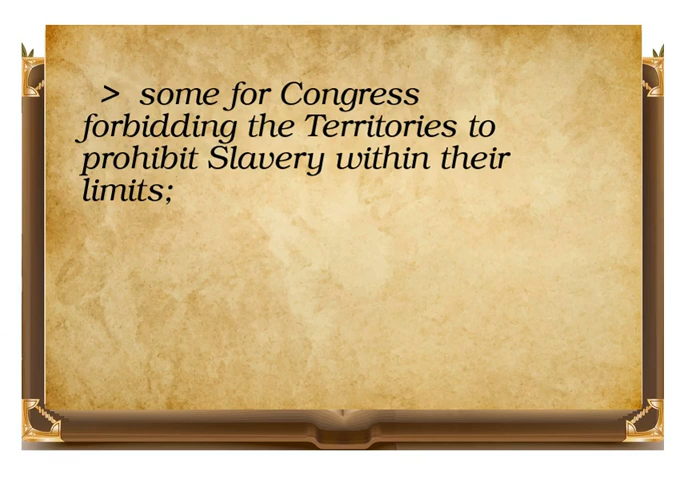 > some for Congress
forbidding the Territories to
prohibit Slavery within their
limits;